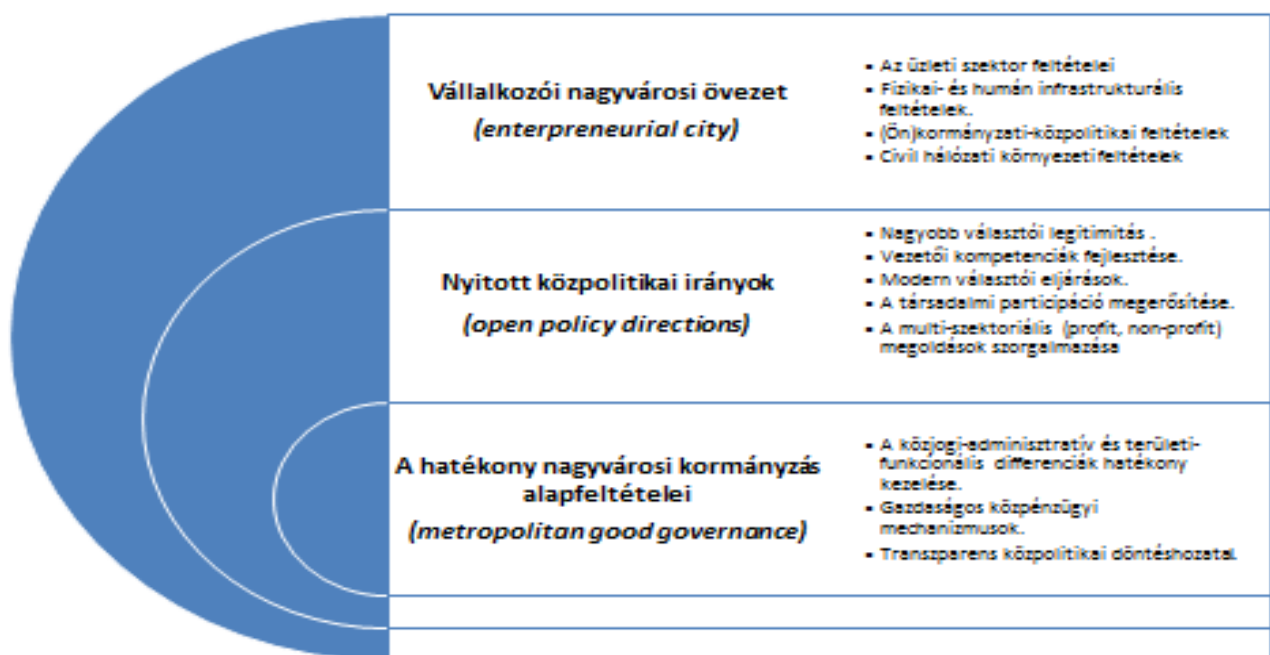 Vállalkozói nagyvárosi övezet
(enterpreneurial city)
▪ Az üzleti szektor feltételei
▪ Fizikai- és humán infrastrukturális
feltételek.
▪ (Ön)kormányzati-közpolitikai feltételek
▪ Civil hálózati környezeti feltételek
Nyitott közpolitikai irányok
(open policy directions)
▪ Nagyobb választói legitimitás .
▪ Vezetői kompetenciák fejlesztése.
▪ Modern választói eljárások.
▪ A társadalmi participáció megerősítése.
▪ A multi-szektoriális (profit, non-profit)
megoldások szorgalmazása
A hatékony nagyvárosi kormányzás
alapfeltételei
(metropolitan good governance)
▪ A közjogi-adminisztratív és területi-
funkcionális differenciák hatékony
kezelése.
▪ Gazdaságos közpénzügyi
mechanizmusok.
▪ Transzparens közpolitikai döntéshozatal.